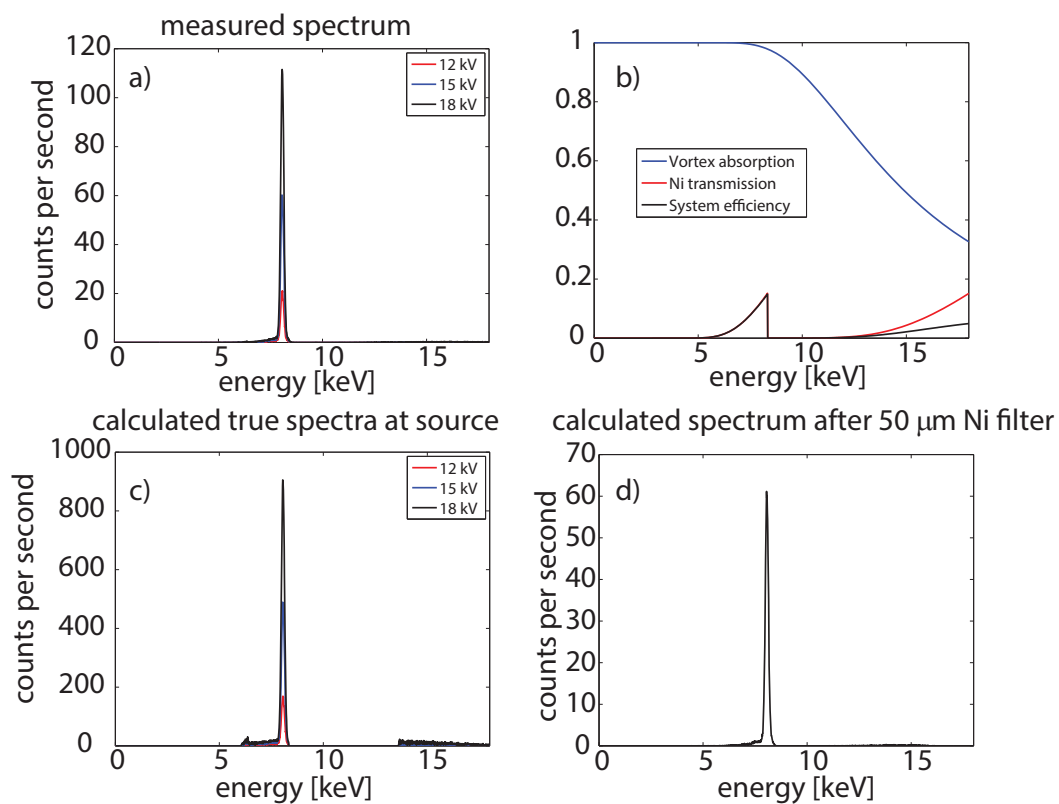 measured spectrum
a)
12 kV
15 kV
18 kV
counts per second
120
100
80
60
40
20
0
0 5 10 15
energy [keV]
b)
Vortex absorption
Ni transmission
System efficiency
1
0.8
0.6
0.4
0.2
0
0 5 10 15
energy [keV]
calculated true spectra at source
c)
12 kV
15 kV
18 kV
counts per second
1000
800
600
400
200
0
0 5 10 15
energy [keV]
calculated spectrum after 50 μm Ni filter
d)
counts per second
70
60
50
40
30
20
10
0
0 5 10 15
energy [keV]